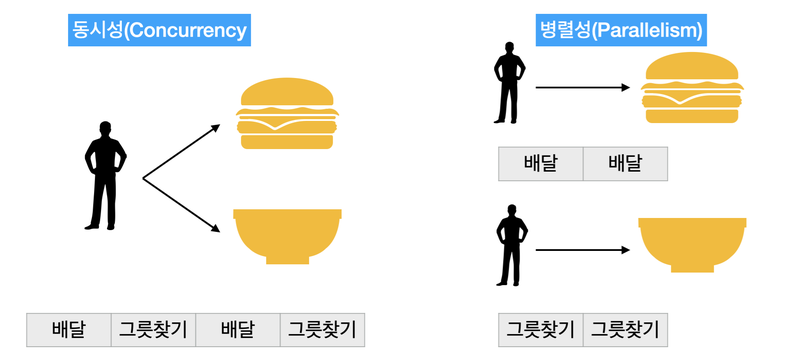 동시성(Concurrency
병렬성(Parallelism)
배달 배달
배달 그릇찾기 배달 그릇찾기
그릇찾기 그릇찾기